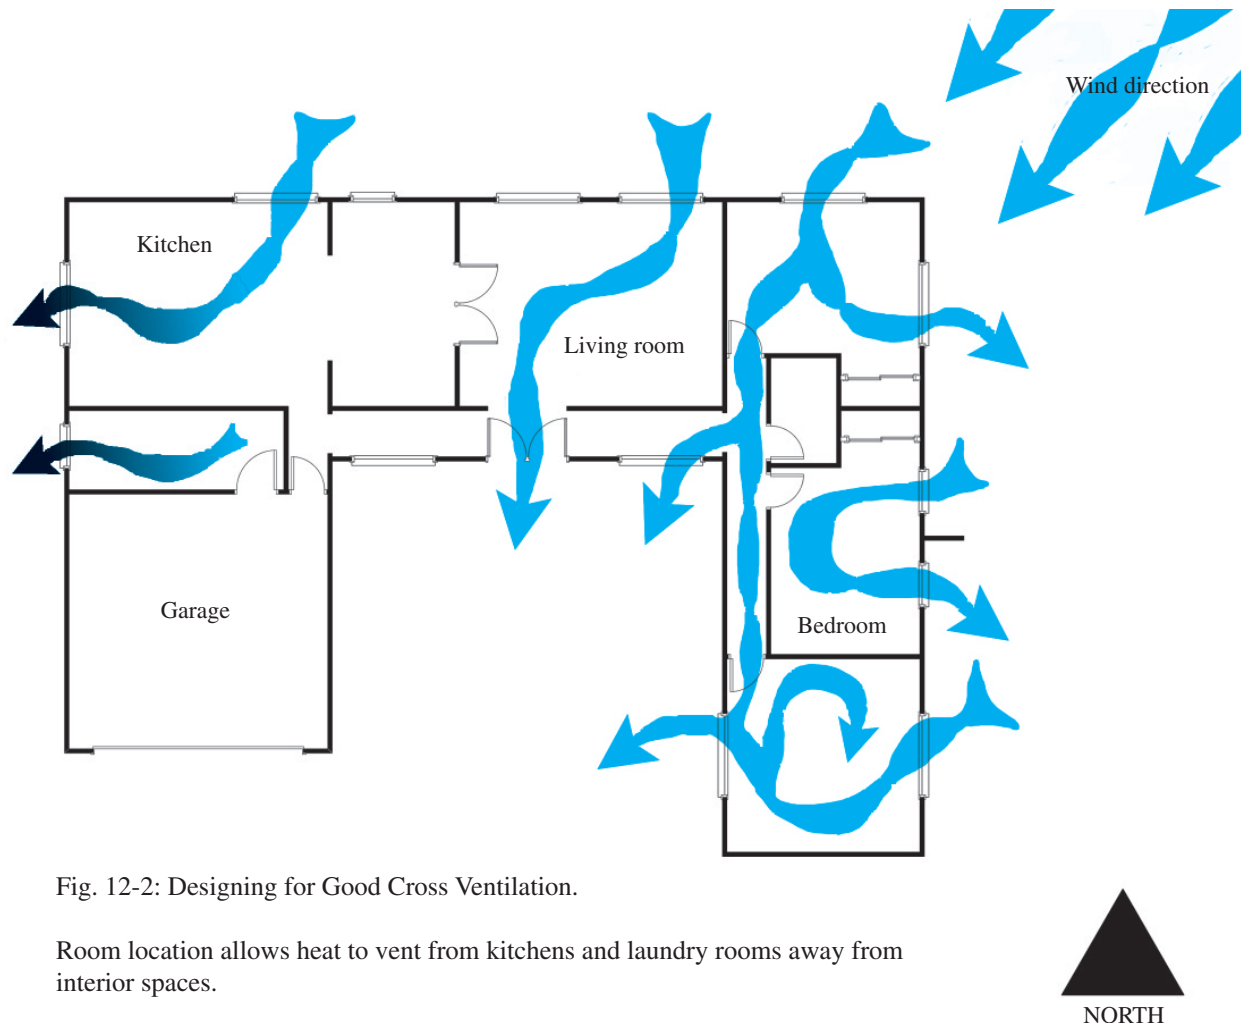 Wind direction
Kitchen
Living room
Garage
Bedroom
Fig. 12-2: Designing for Good Cross Ventilation.
Room location allows heat to vent from kitchens and laundry rooms away from
interior spaces.
NORTH